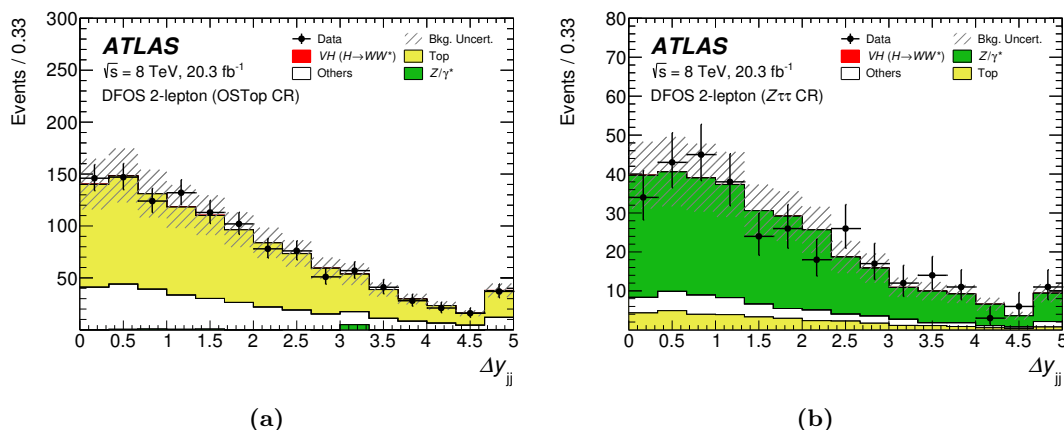 Events / 0.33
300
250
200
150
100
50
ATLAS
√s = 8 TeV, 20.3 fb⁻¹
DFOS 2-lepton (OSTop CR)
Data
Bkg. Uncert.
VH (H→WW*)
Top
Others
Z/γ*
0 0.5 1 1.5 2 2.5 3 3.5 4 4.5 5
Δy_jj
(a)
Events / 0.33
80
70
60
50
40
30
20
10
ATLAS
√s = 8 TeV, 20.3 fb⁻¹
DFOS 2-lepton (Zττ CR)
Data
Bkg. Uncert.
VH (H→WW*)
Z/γ*
Others
Top
0 0.5 1 1.5 2 2.5 3 3.5 4 4.5 5
Δy_jj
(b)